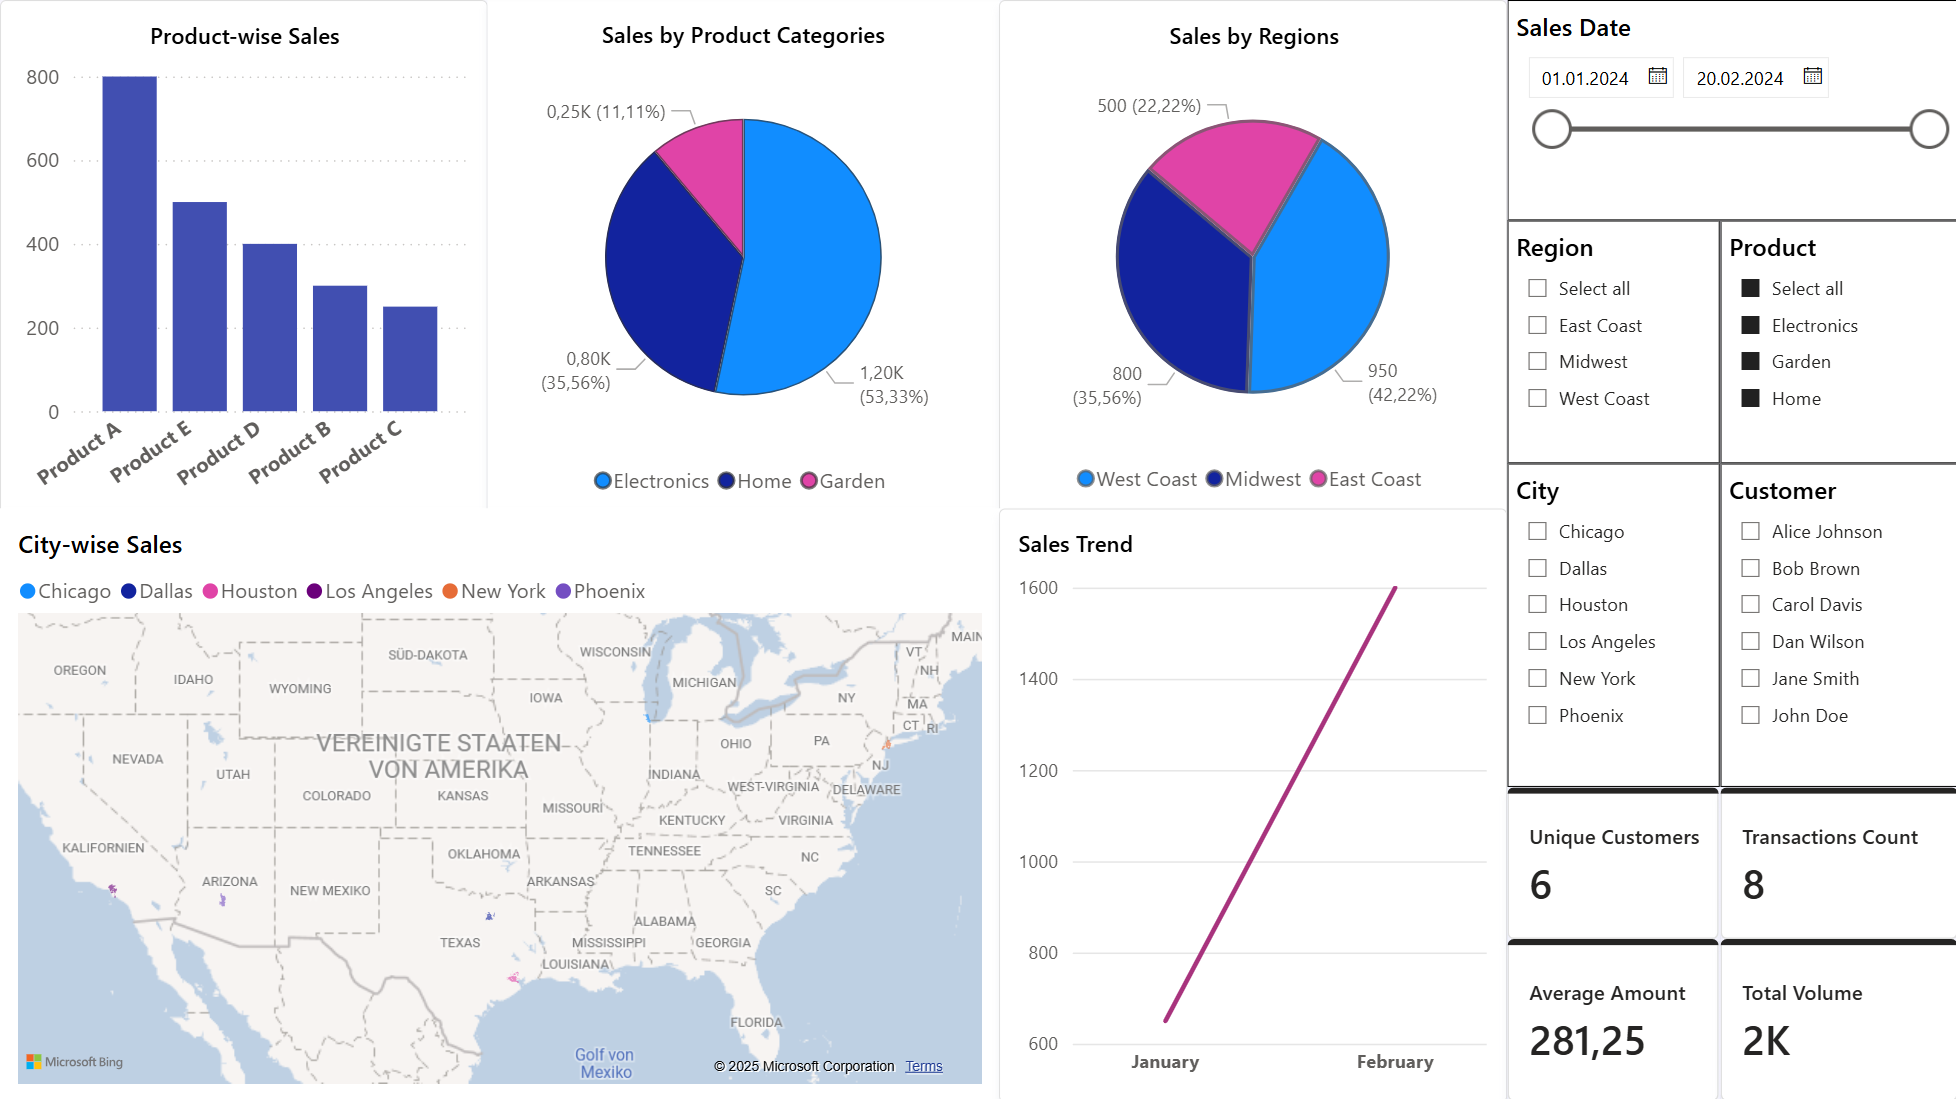 Product-wise Sales
800
600
400
200
0
Product A
Product E
Product D
Product B
Product C
Sales by Product Categories
0,25K (11,11%)
0,80K
(35,56%)
1,20K
(53,33%)
Electronics Home Garden
Sales by Regions
500 (22,22%)
800
(35,56%)
950
(42,22%)
West Coast Midwest East Coast
Sales Date
01.01.2024 20.02.2024
Region
Select all
East Coast
Midwest
West Coast
Product
Select all
Electronics
Garden
Home
City
Chicago
Dallas
Houston
Los Angeles
New York
Phoenix
Customer
Alice Johnson
Bob Brown
Carol Davis
Dan Wilson
Jane Smith
John Doe
City-wise Sales
Chicago Dallas Houston Los Angeles New York Phoenix
MAIN
OREGON
IDAHO
SÜD-DAKOTA
WISCONSIN
VT
NH
WYOMING
IOWA
MICHIGAN
NY
MA
CT
RI
VEREINIGTE STAATEN
VON AMERIKA
NEVADA
UTAH
OHIO
PA
NJ
COLORADO
KANSAS
INDIANA
WEST-VIRGINIA
DELAWARE
MISSOURI
KENTUCKY
VIRGINIA
KALIFORNIEN
OKLAHOMA
TENNESSEE
NC
ARIZONA
NEW MEXIKO
ARKANSAS
SC
TEXAS
ALABAMA
MISSISSIPPI
GEORGIA
LOUISIANA
FLORIDA
Golf von
Mexiko
Microsoft Bing
© 2025 Microsoft Corporation Terms
Sales Trend
1600
1400
1200
1000
800
600
January
February
Unique Customers
6
Transactions Count
8
Average Amount
281,25
Total Volume
2K